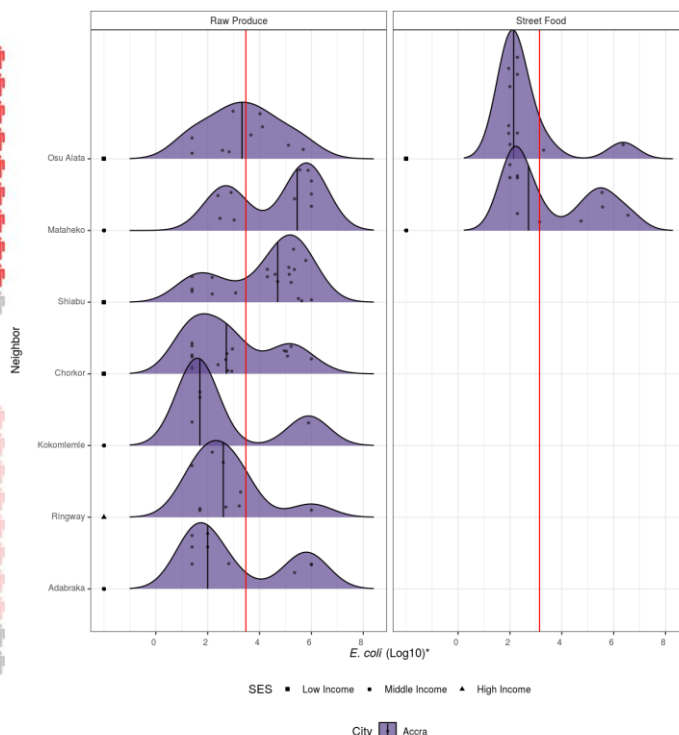 Raw Produce Street Food
Neighbor
Osu Alata
Mataheko
Shiabu
Chorkor
Kokomlemle
Ringway
Adabraka
0 2 4 6 8 0 2 4 6 8
E. coli (Log10)*
SES Low Income Middle Income High Income
City Accra